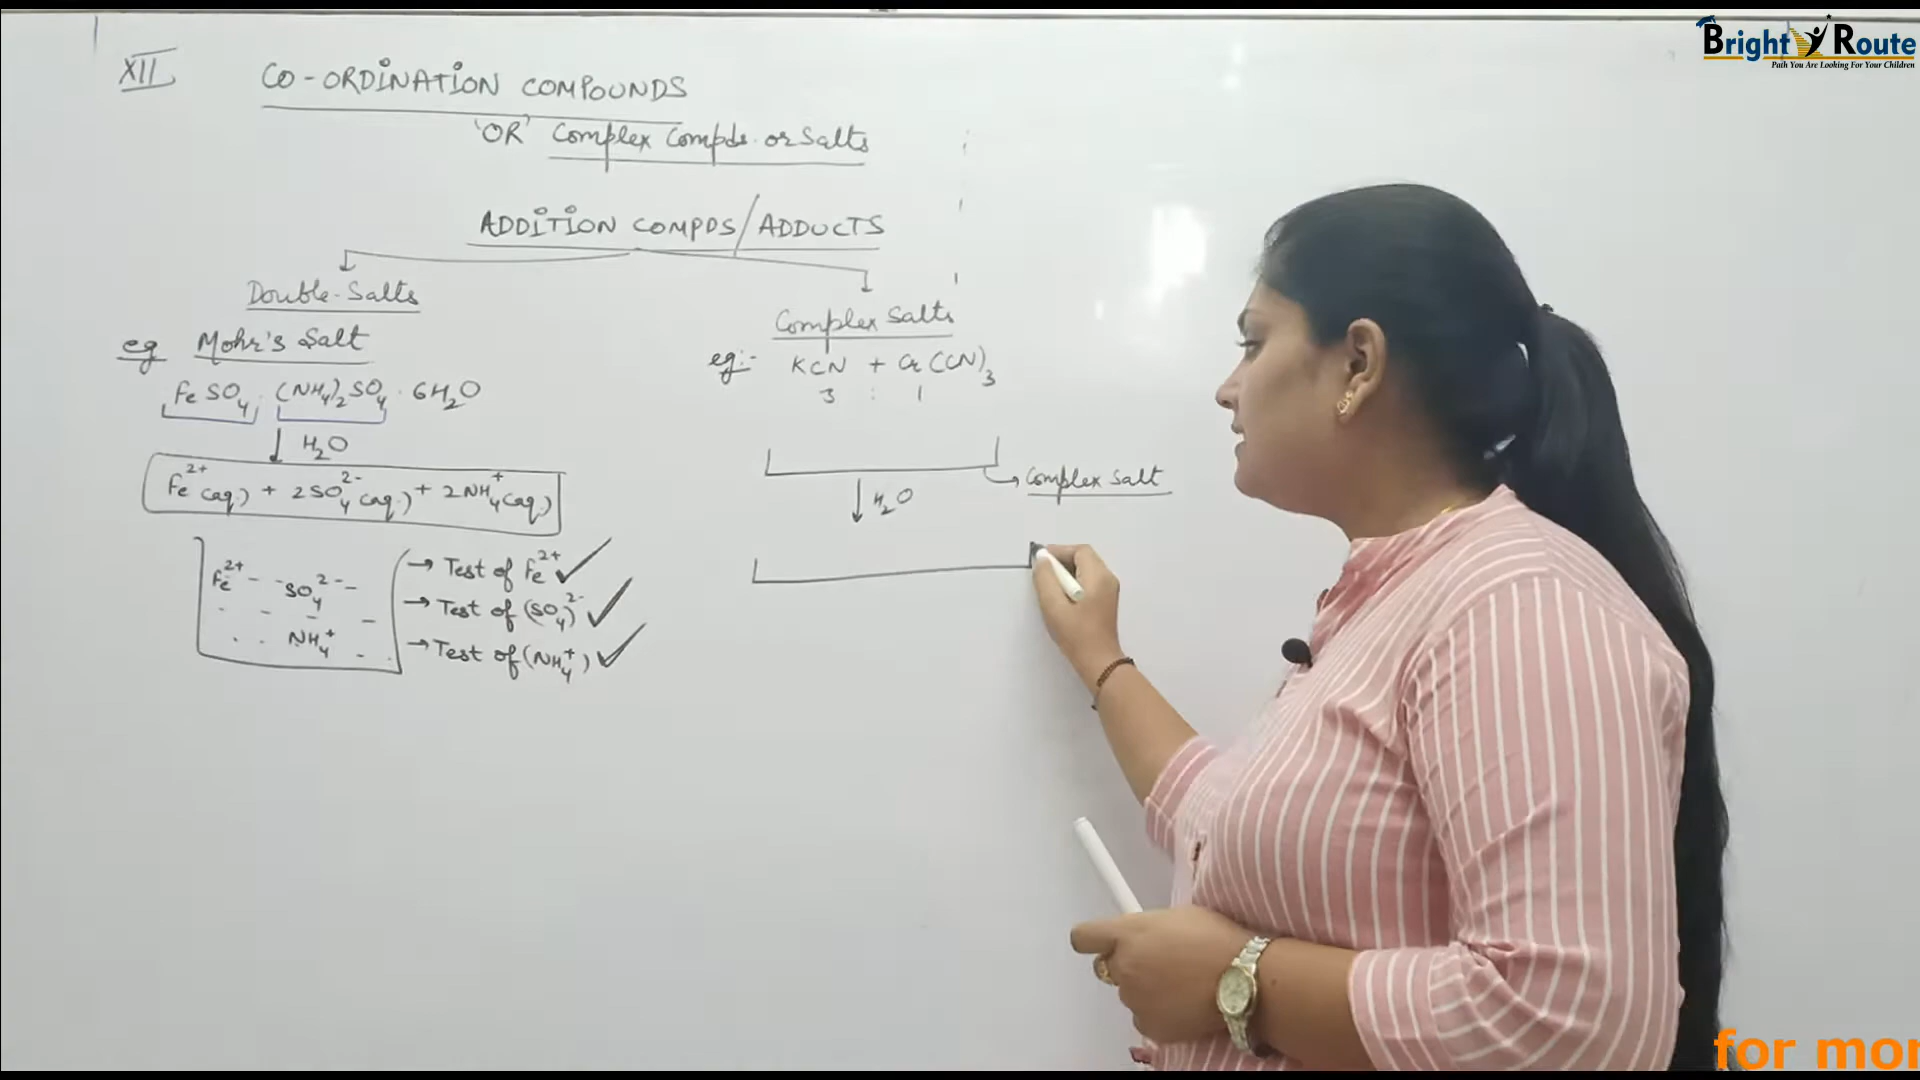 Bright Route
Path You Are Looking For Your Children
XII
CO-ORDINATION COMPOUNDS
'OR' Complex Compds. or Salts
ADDITION COMPDS/ADDUCTS
Double-Salts
eg Mohr's Salt
FeSO₄ · (NH₄)₂SO₄ · 6H₂O
↓ H₂O
Fe²⁺(aq.) + 2SO₄²⁻(aq.) + 2NH₄⁺(aq.)
Fe²⁺ - - SO₄²⁻ - -
NH₄⁺
→ Test of Fe²⁺ ✓
→ Test of (SO₄)²⁻ ✓
→ Test of (NH₄⁺) ✓
Complex Salts
eg:- KCN + Cr(CN)₃
3 : 1
→ Complex Salt
↓ H₂O
for mor